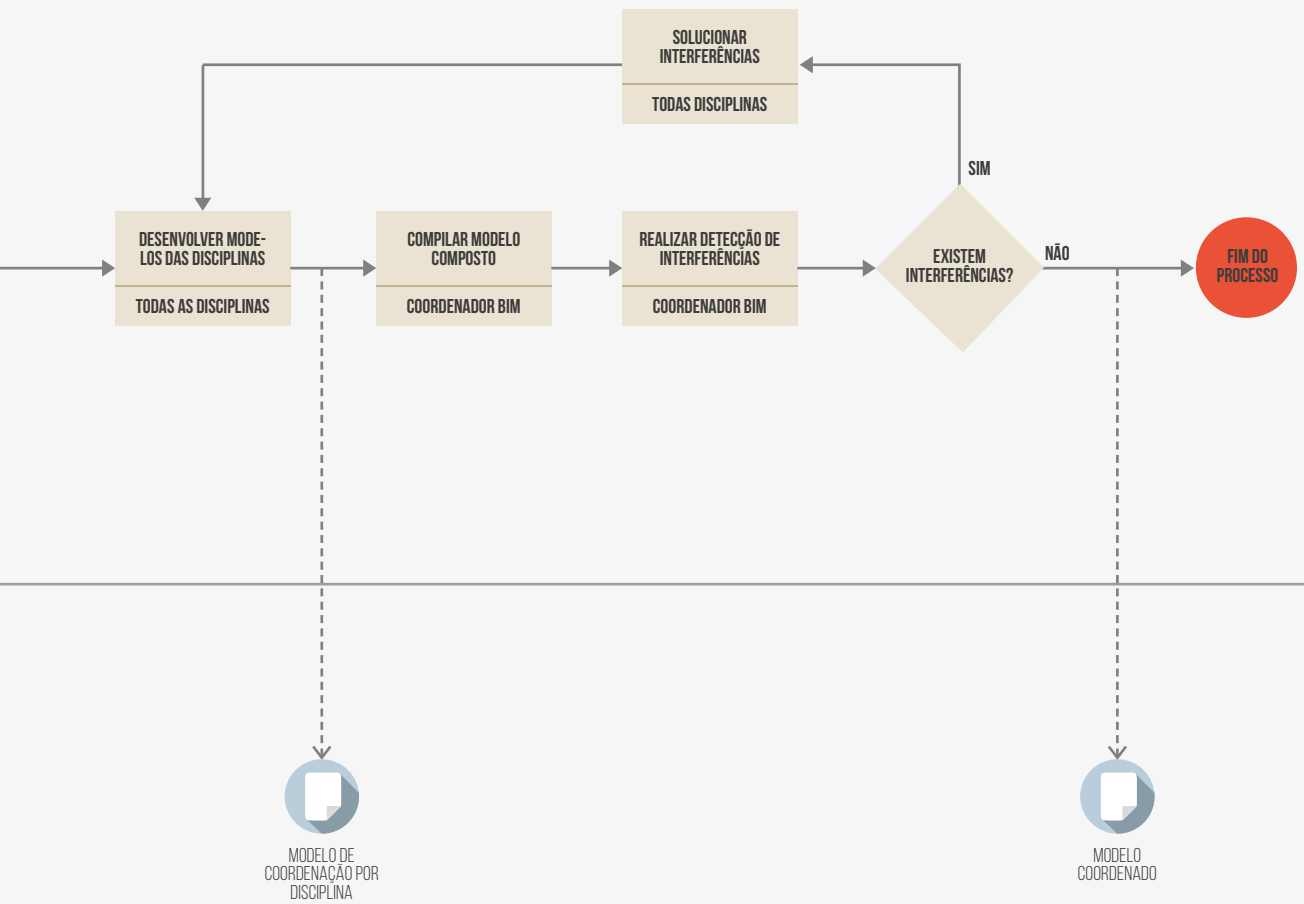 SOLUCIONAR
INTERFERÊNCIAS
TODAS DISCIPLINAS
SIM
DESENVOLVER MODE-
LOS DAS DISCIPLINAS
TODAS AS DISCIPLINAS
COMPILAR MODELO
COMPOSTO
COORDENADOR BIM
REALIZAR DETECÇÃO DE
INTERFERÊNCIAS
COORDENADOR BIM
EXISTEM
INTERFERÊNCIAS?
NÃO
FIM DO
PROCESSO
MODELO DE
COORDENAÇÃO POR
DISCIPLINA
MODELO
COORDENADO